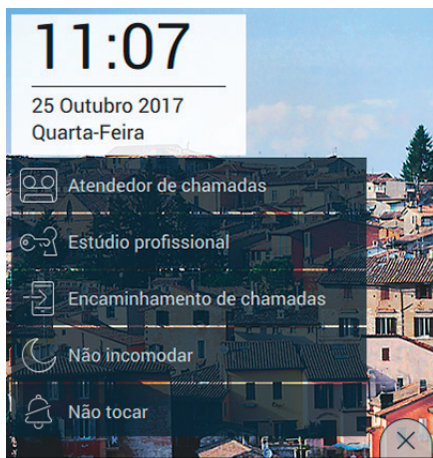 11:07
25 Outubro 2017
Quarta-Feira
Atendedor de chamadas
Estúdio profissional
Encaminhamento de chamadas
Não incomodar
Não tocar